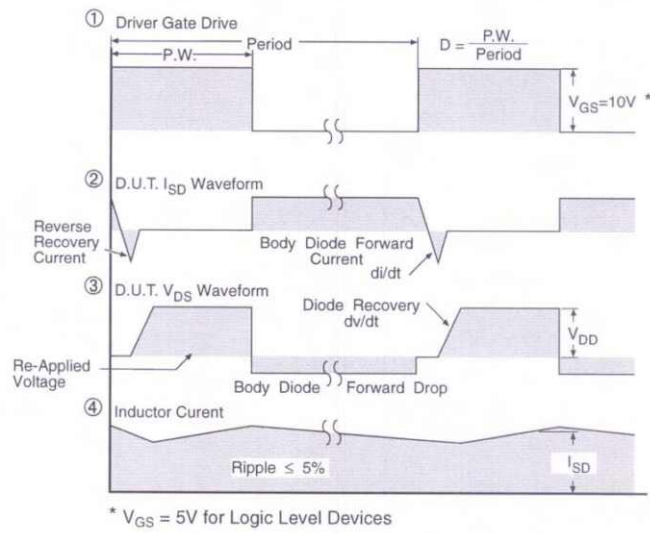 ① Driver Gate Drive
P.W.
Period
D = P.W.
Period
V_GS=10V *
② D.U.T. I_SD Waveform
Reverse
Recovery
Current
Body Diode Forward
Current
di/dt
③ D.U.T. V_DS Waveform
Diode Recovery
dv/dt
V_DD
Re-Applied
Voltage
Body Diode Forward Drop
④ Inductor Curent
Ripple ≤ 5%
I_SD
* V_GS = 5V for Logic Level Devices